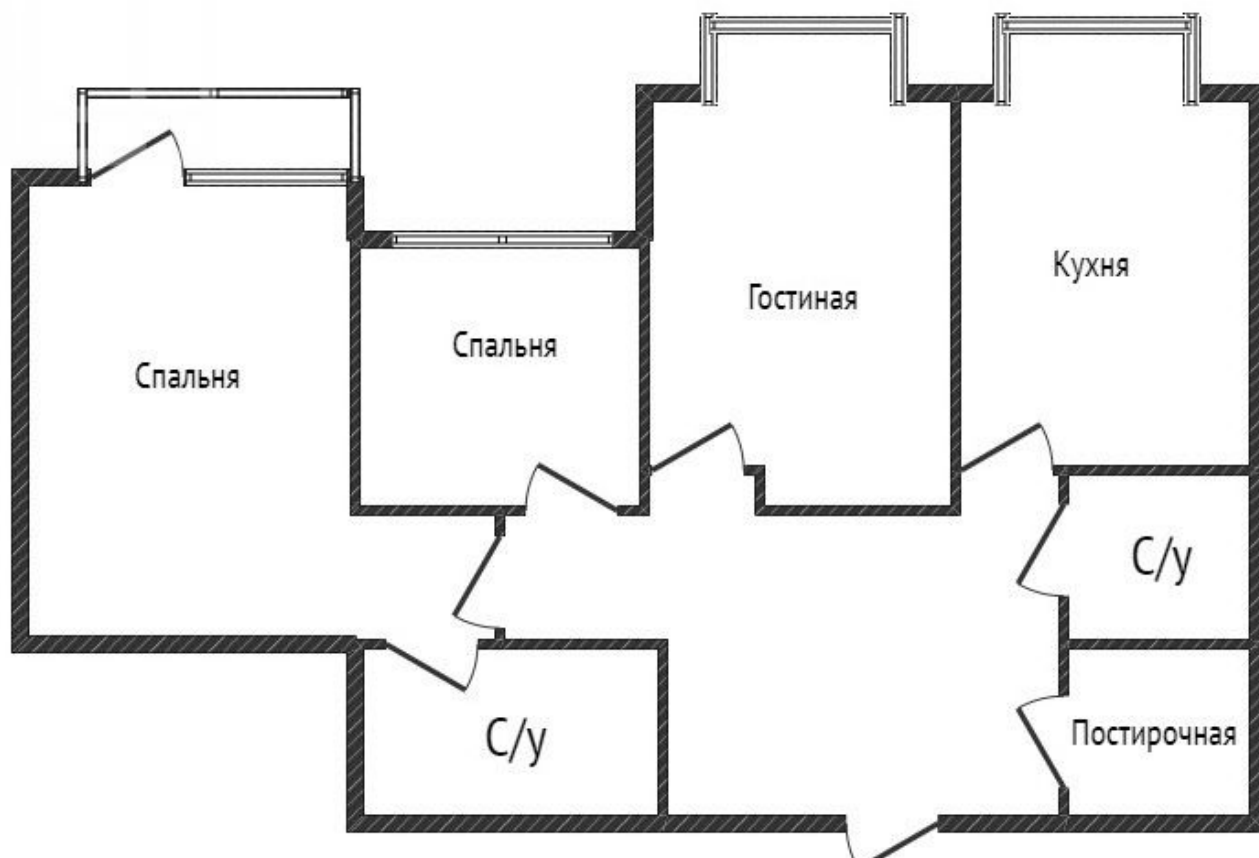 Кухня
Гостиная
Спальня
Спальня
С/у
Постирочная
С/у